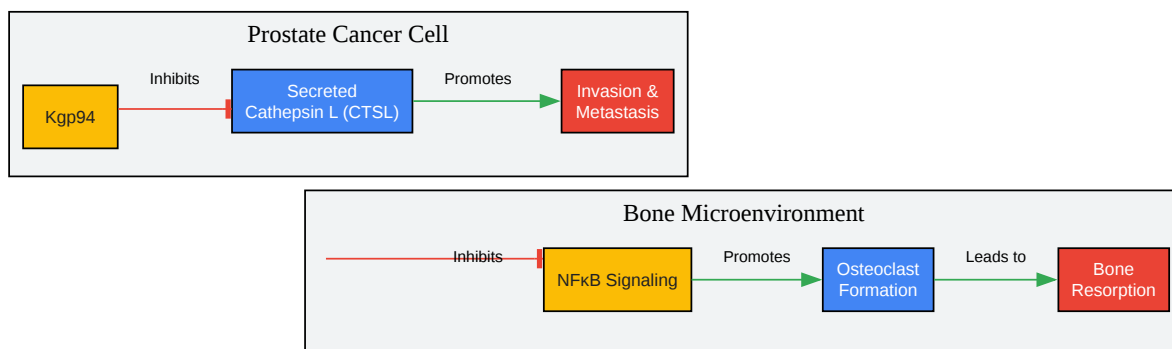 Prostate Cancer Cell
Kgp94
Inhibits
Secreted
Cathepsin L (CTSL)
Promotes
Invasion &
Metastasis
Bone Microenvironment
Inhibits
NFκB Signaling
Promotes
Osteoclast
Formation
Leads to
Bone
Resorption